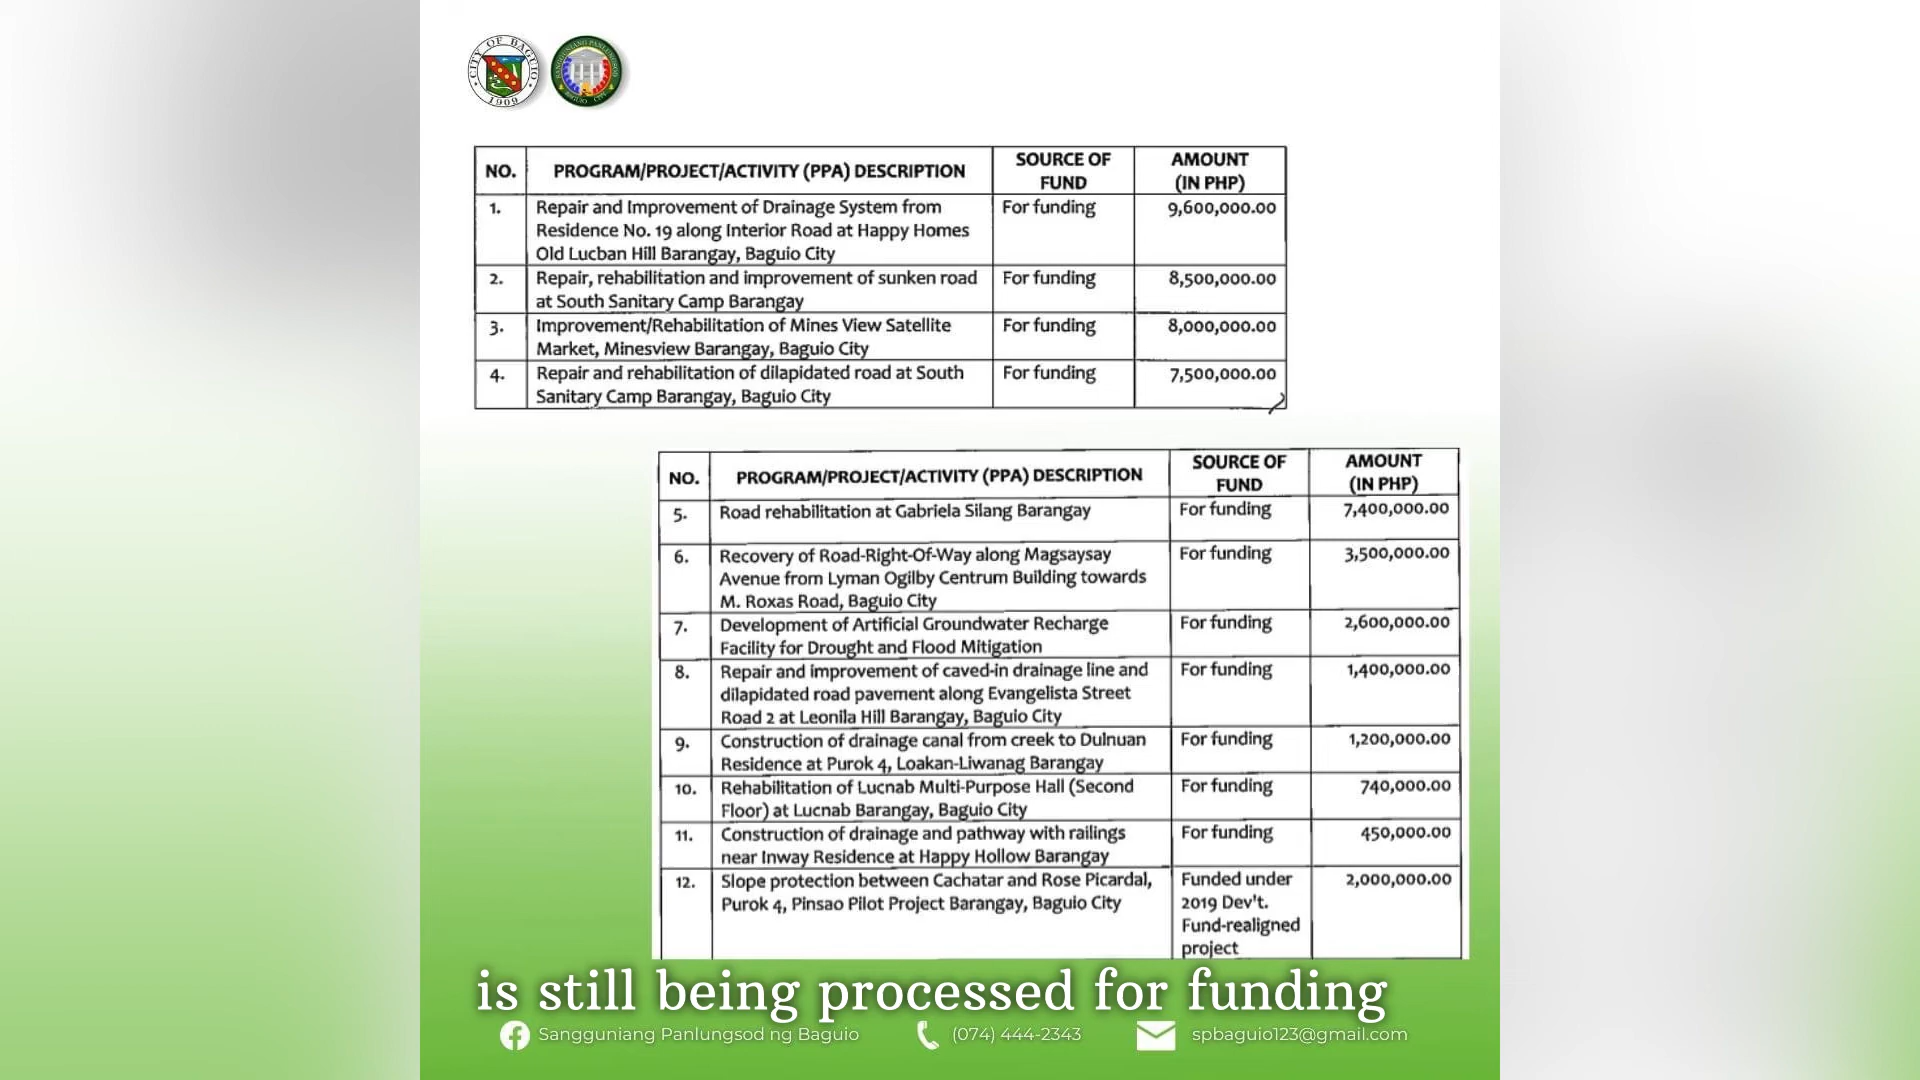 CITY OF BAGUIO
1909
NO.
PROGRAM/PROJECT/ACTIVITY (PPA) DESCRIPTION
SOURCE OF
FUND
AMOUNT
(IN PHP)
1.
Repair and Improvement of Drainage System from
Residence No. 19 along Interior Road at Happy Homes
Old Lucban Hill Barangay, Baguio City
For funding
9,600,000.00
2.
Repair, rehabilitation and improvement of sunken road
at South Sanitary Camp Barangay
For funding
8,500,000.00
3.
Improvement/Rehabilitation of Mines View Satellite
Market, Minesview Barangay, Baguio City
For funding
8,000,000.00
4.
Repair and rehabilitation of dilapidated road at South
Sanitary Camp Barangay, Baguio City
For funding
7,500,000.00
NO.
PROGRAM/PROJECT/ACTIVITY (PPA) DESCRIPTION
SOURCE OF
FUND
AMOUNT
(IN PHP)
5.
Road rehabilitation at Gabriela Silang Barangay
For funding
7,400,000.00
6.
Recovery of Road-Right-Of-Way along Magsaysay
Avenue from Lyman Ogilby Centrum Building towards
M. Roxas Road, Baguio City
For funding
3,500,000.00
7.
Development of Artificial Groundwater Recharge
Facility for Drought and Flood Mitigation
For funding
2,600,000.00
8.
Repair and improvement of caved-in drainage line and
dilapidated road pavement along Evangelista Street
Road 2 at Leonila Hill Barangay, Baguio City
For funding
1,400,000.00
9.
Construction of drainage canal from creek to Dulnuan
Residence at Purok 4, Loakan-Liwanag Barangay
For funding
1,200,000.00
10.
Rehabilitation of Lucnab Multi-Purpose Hall (Second
Floor) at Lucnab Barangay, Baguio City
For funding
740,000.00
11.
Construction of drainage and pathway with railings
near Inway Residence at Happy Hollow Barangay
For funding
450,000.00
12.
Slope protection between Cachatar and Rose Picardal,
Purok 4, Pinsao Pilot Project Barangay, Baguio City
Funded under
2019 Dev't.
Fund-realigned
project
2,000,000.00
is still being processed for funding
Sangguniang Panlungsod ng Baguio
(074) 444-2343
spbaguio123@gmail.com